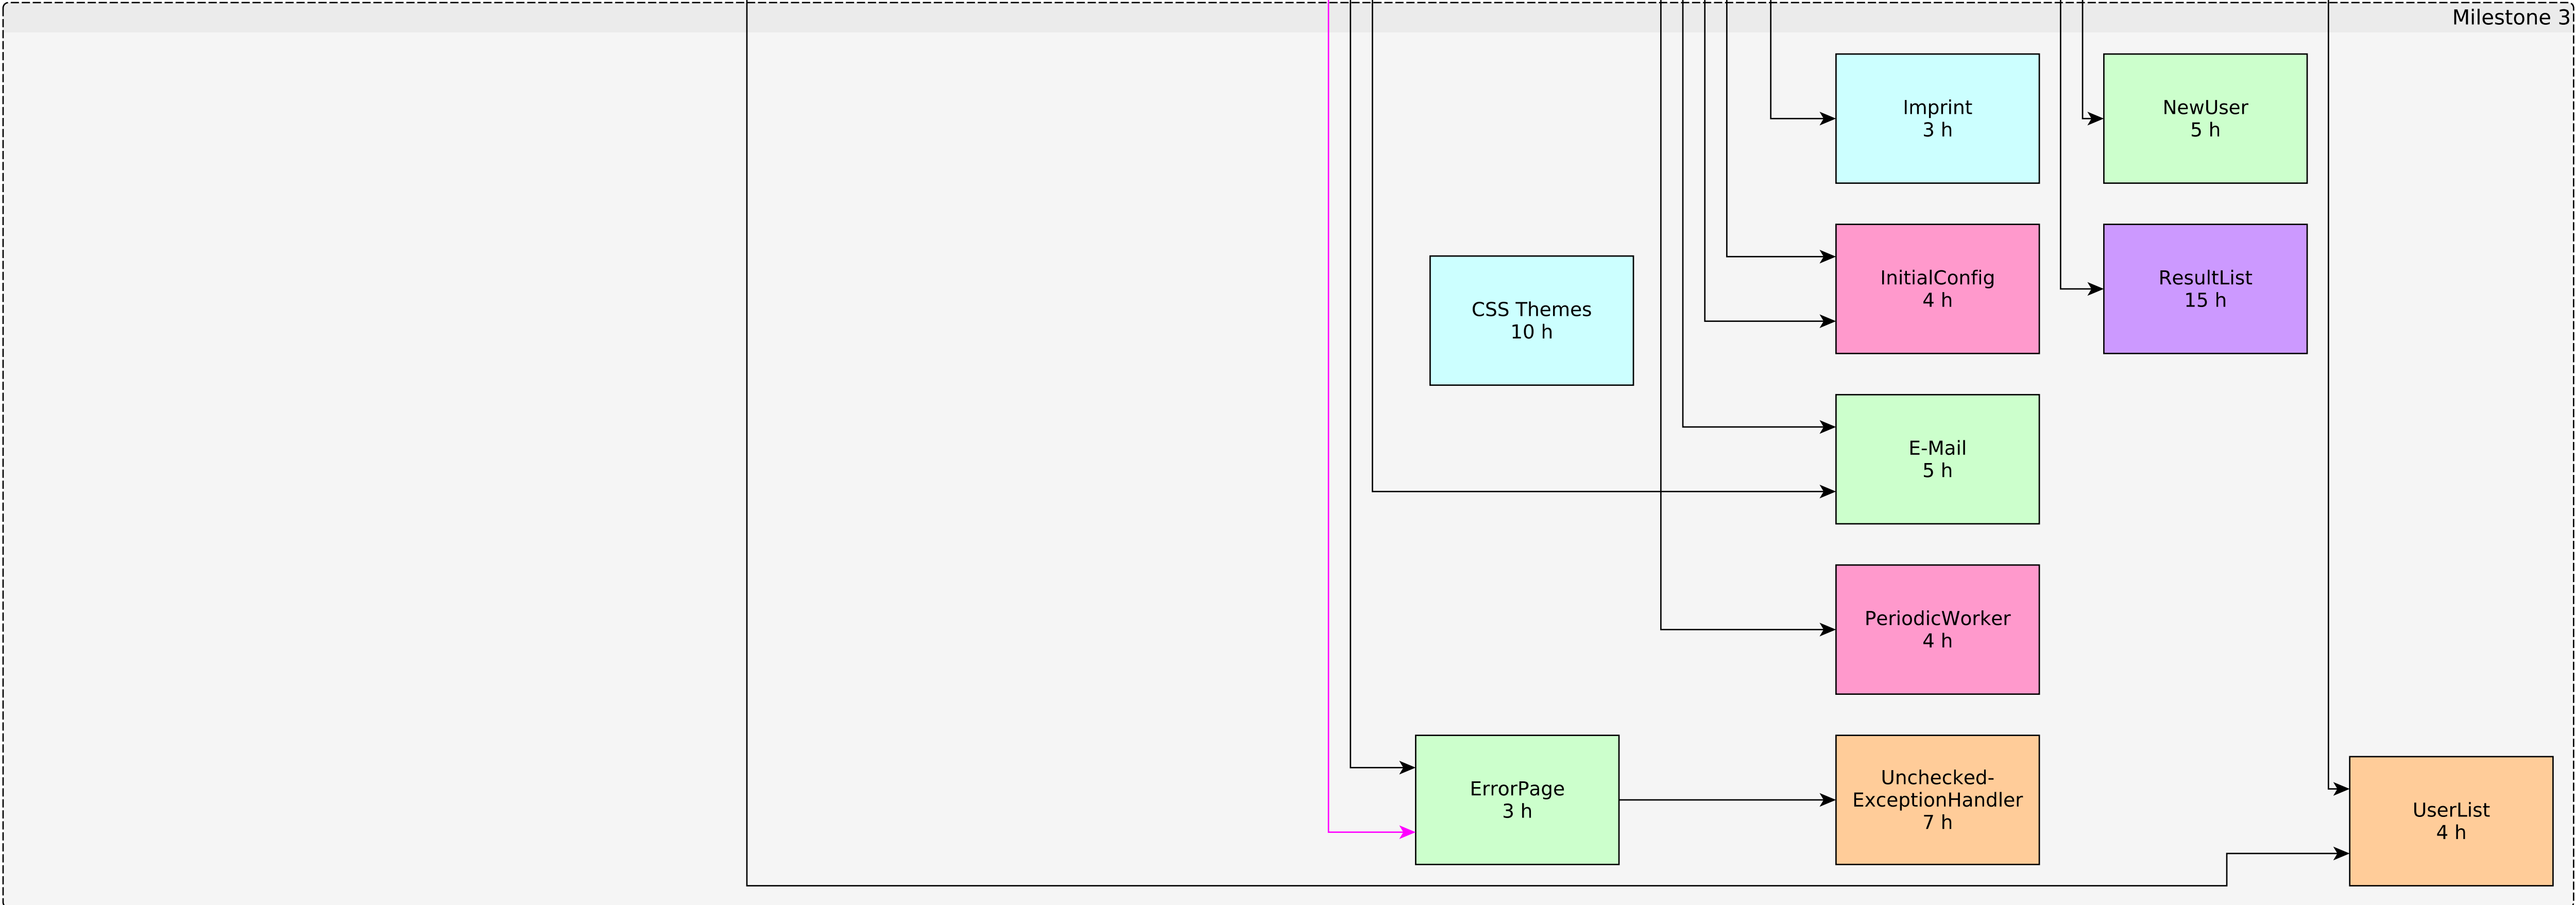 Milestone 3
Imprint
3 h
NewUser
5 h
InitialConfig
4 h
ResultList
15 h
CSS Themes
10 h
E-Mail
5 h
PeriodicWorker
4 h
ErrorPage
3 h
Unchecked-
ExceptionHandler
7 h
UserList
4 h